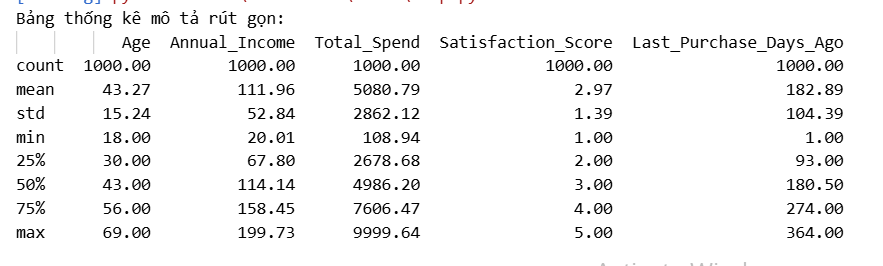 Bảng thống kê mô tả rút gọn:
Age Annual_Income Total_Spend Satisfaction_Score Last_Purchase_Days_Ago
count 1000.00 1000.00 1000.00 1000.00 1000.00
mean 43.27 111.96 5080.79 2.97 182.89
std 15.24 52.84 2862.12 1.39 104.39
min 18.00 20.01 108.94 1.00 1.00
25% 30.00 67.80 2678.68 2.00 93.00
50% 43.00 114.14 4986.20 3.00 180.50
75% 56.00 158.45 7606.47 4.00 274.00
max 69.00 199.73 9999.64 5.00 364.00